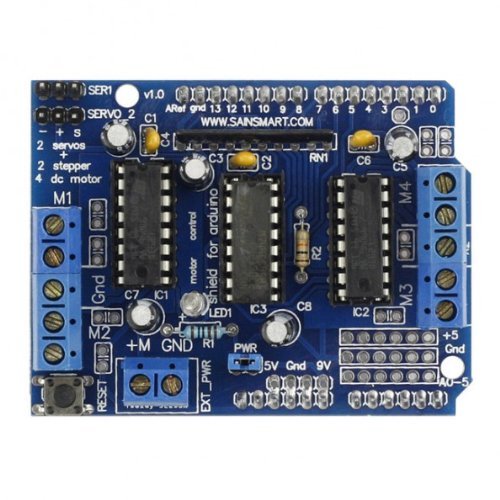 SER1
v1.0
ARef gnd 13 12 11 10 9 8 7 6 5 4 3 2 1 0
SERVO 2
C1
WWW.SAINSMART.COM
- + s
C4
C3
C2
RN1
C6
C5
2 servos
+
2 stepper
4 dc motor
M1
M4
motor control
shield for arduino
R2
Gnd
M3
C7
IC1
LED1
IC3
C8
IC2
M2
+M
GND
R1
PWR
+5
Gnd
5V Gnd 9V
A0-5
RESET
EXT_PWR